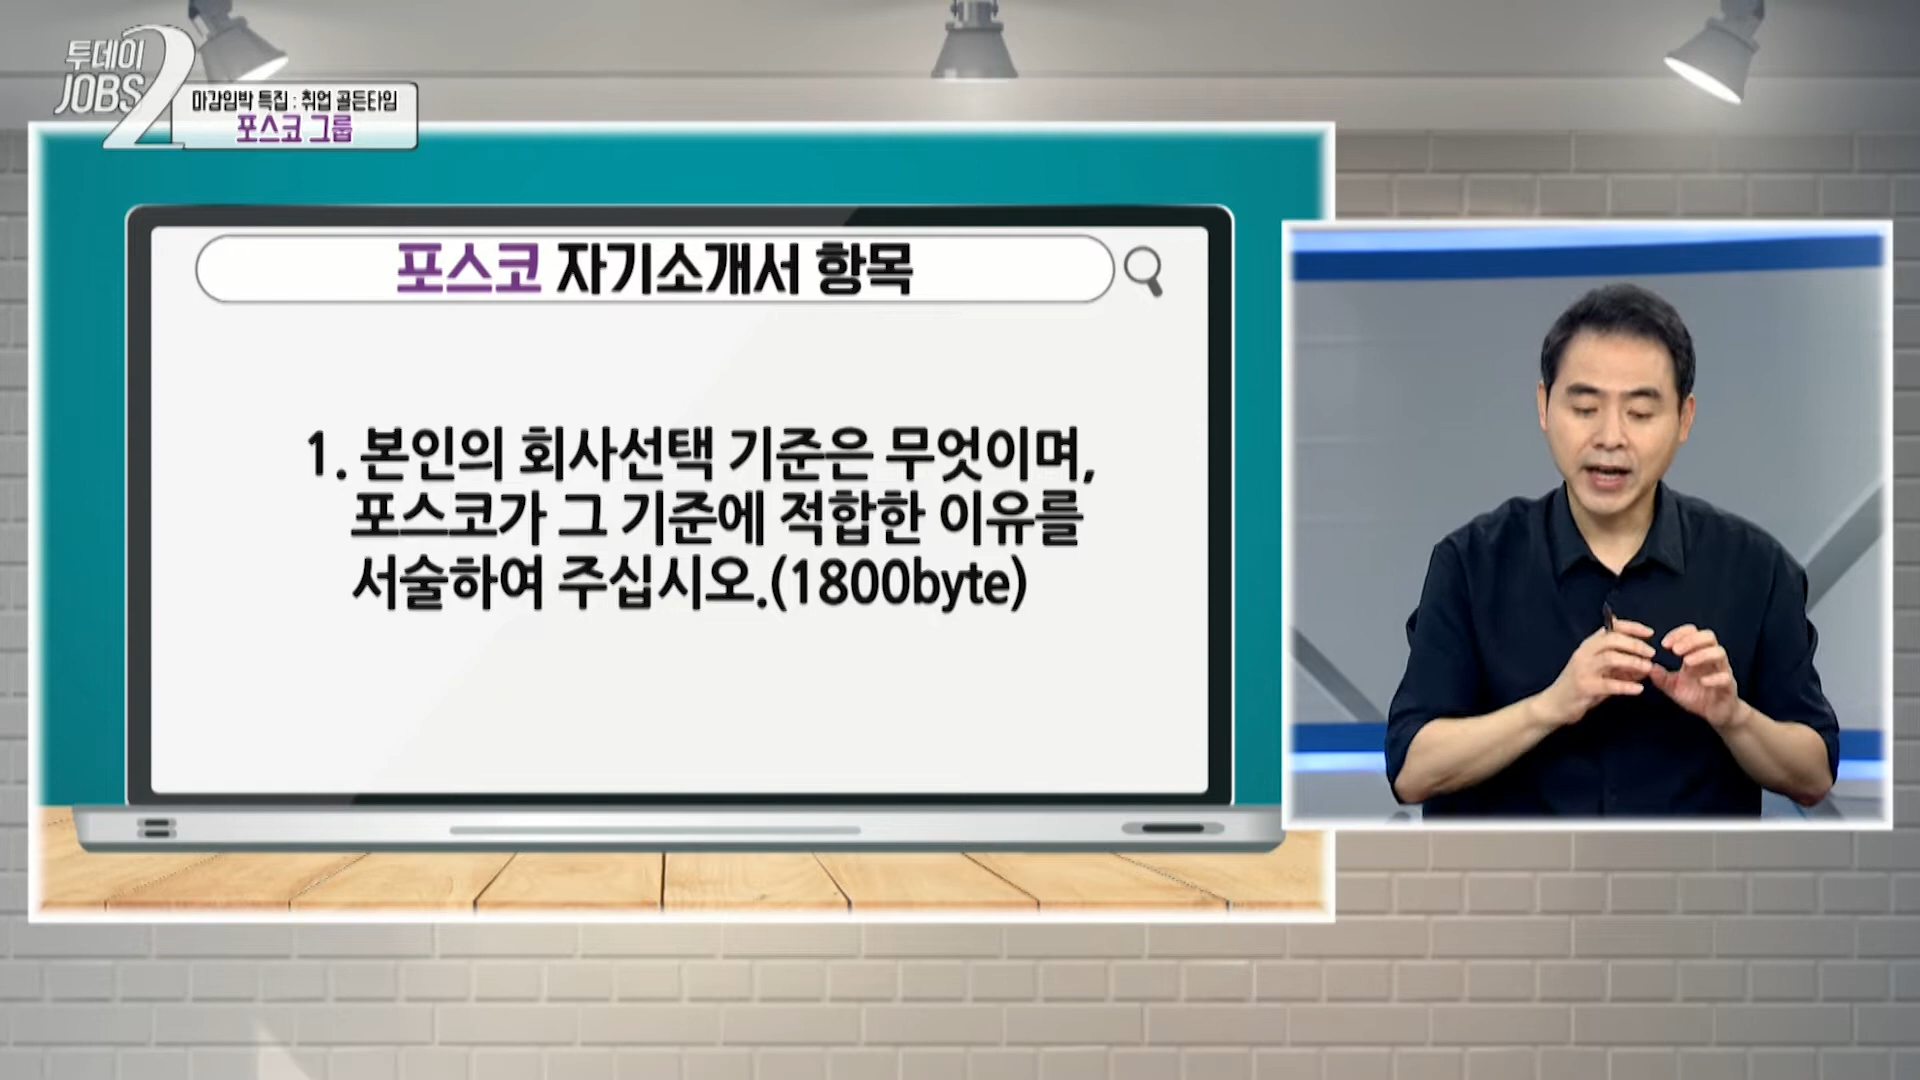 투데이
JOBS 2
마감임박 특집 : 취업 골든타임
포스코 그룹
포스코 자기소개서 항목
1. 본인의 회사선택 기준은 무엇이며,
포스코가 그 기준에 적합한 이유를
서술하여 주십시오.(1800byte)